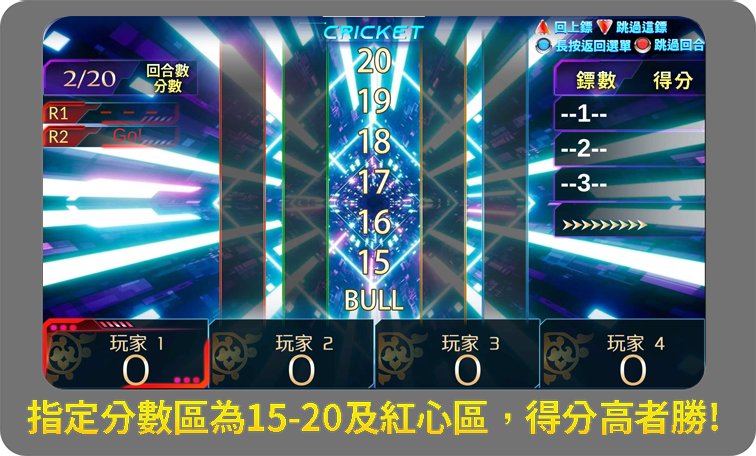 CRICKET
回上鏢 跳過這鏢
長按返回選單 跳過回合
2/20 回合數
分數
R1 - - -
R2 Go!
20
19
18
17
16
15
BULL
鏢數 得分
--1--
--2--
--3--
玩家 1
0
玩家 2
0
玩家 3
0
玩家 4
0
指定分數區為15-20及紅心區，得分高者勝!